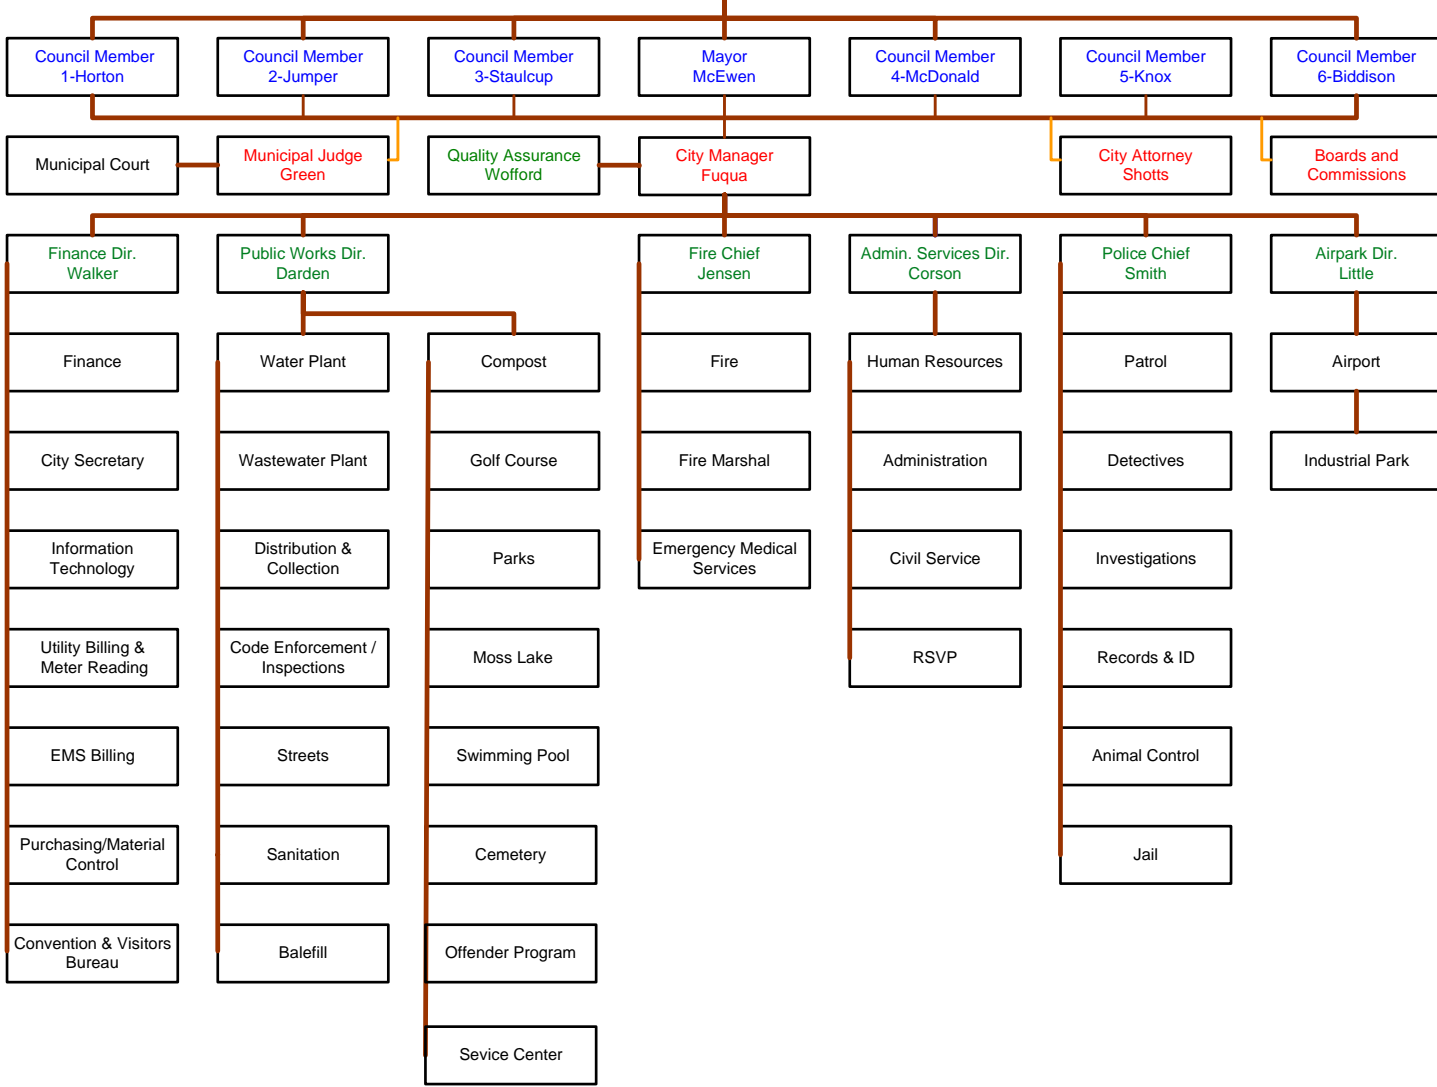 Council Member
1-Horton
Council Member
2-Jumper
Council Member
3-Staulcup
Mayor
McEwen
Council Member
4-McDonald
Council Member
5-Knox
Council Member
6-Biddison
Municipal Court
Municipal Judge
Green
Quality Assurance
Wofford
City Manager
Fuqua
City Attorney
Shotts
Boards and
Commissions
Finance Dir.
Walker
Public Works Dir.
Darden
Fire Chief
Jensen
Admin. Services Dir.
Corson
Police Chief
Smith
Airpark Dir.
Little
Finance
Water Plant
Compost
Fire
Human Resources
Patrol
Airport
City Secretary
Wastewater Plant
Golf Course
Fire Marshal
Administration
Detectives
Industrial Park
Information
Technology
Distribution &
Collection
Parks
Emergency Medical
Services
Civil Service
Investigations
Utility Billing &
Meter Reading
Code Enforcement /
Inspections
Moss Lake
RSVP
Records & ID
EMS Billing
Streets
Swimming Pool
Animal Control
Purchasing/Material
Control
Sanitation
Cemetery
Jail
Convention & Visitors
Bureau
Balefill
Offender Program
Sevice Center